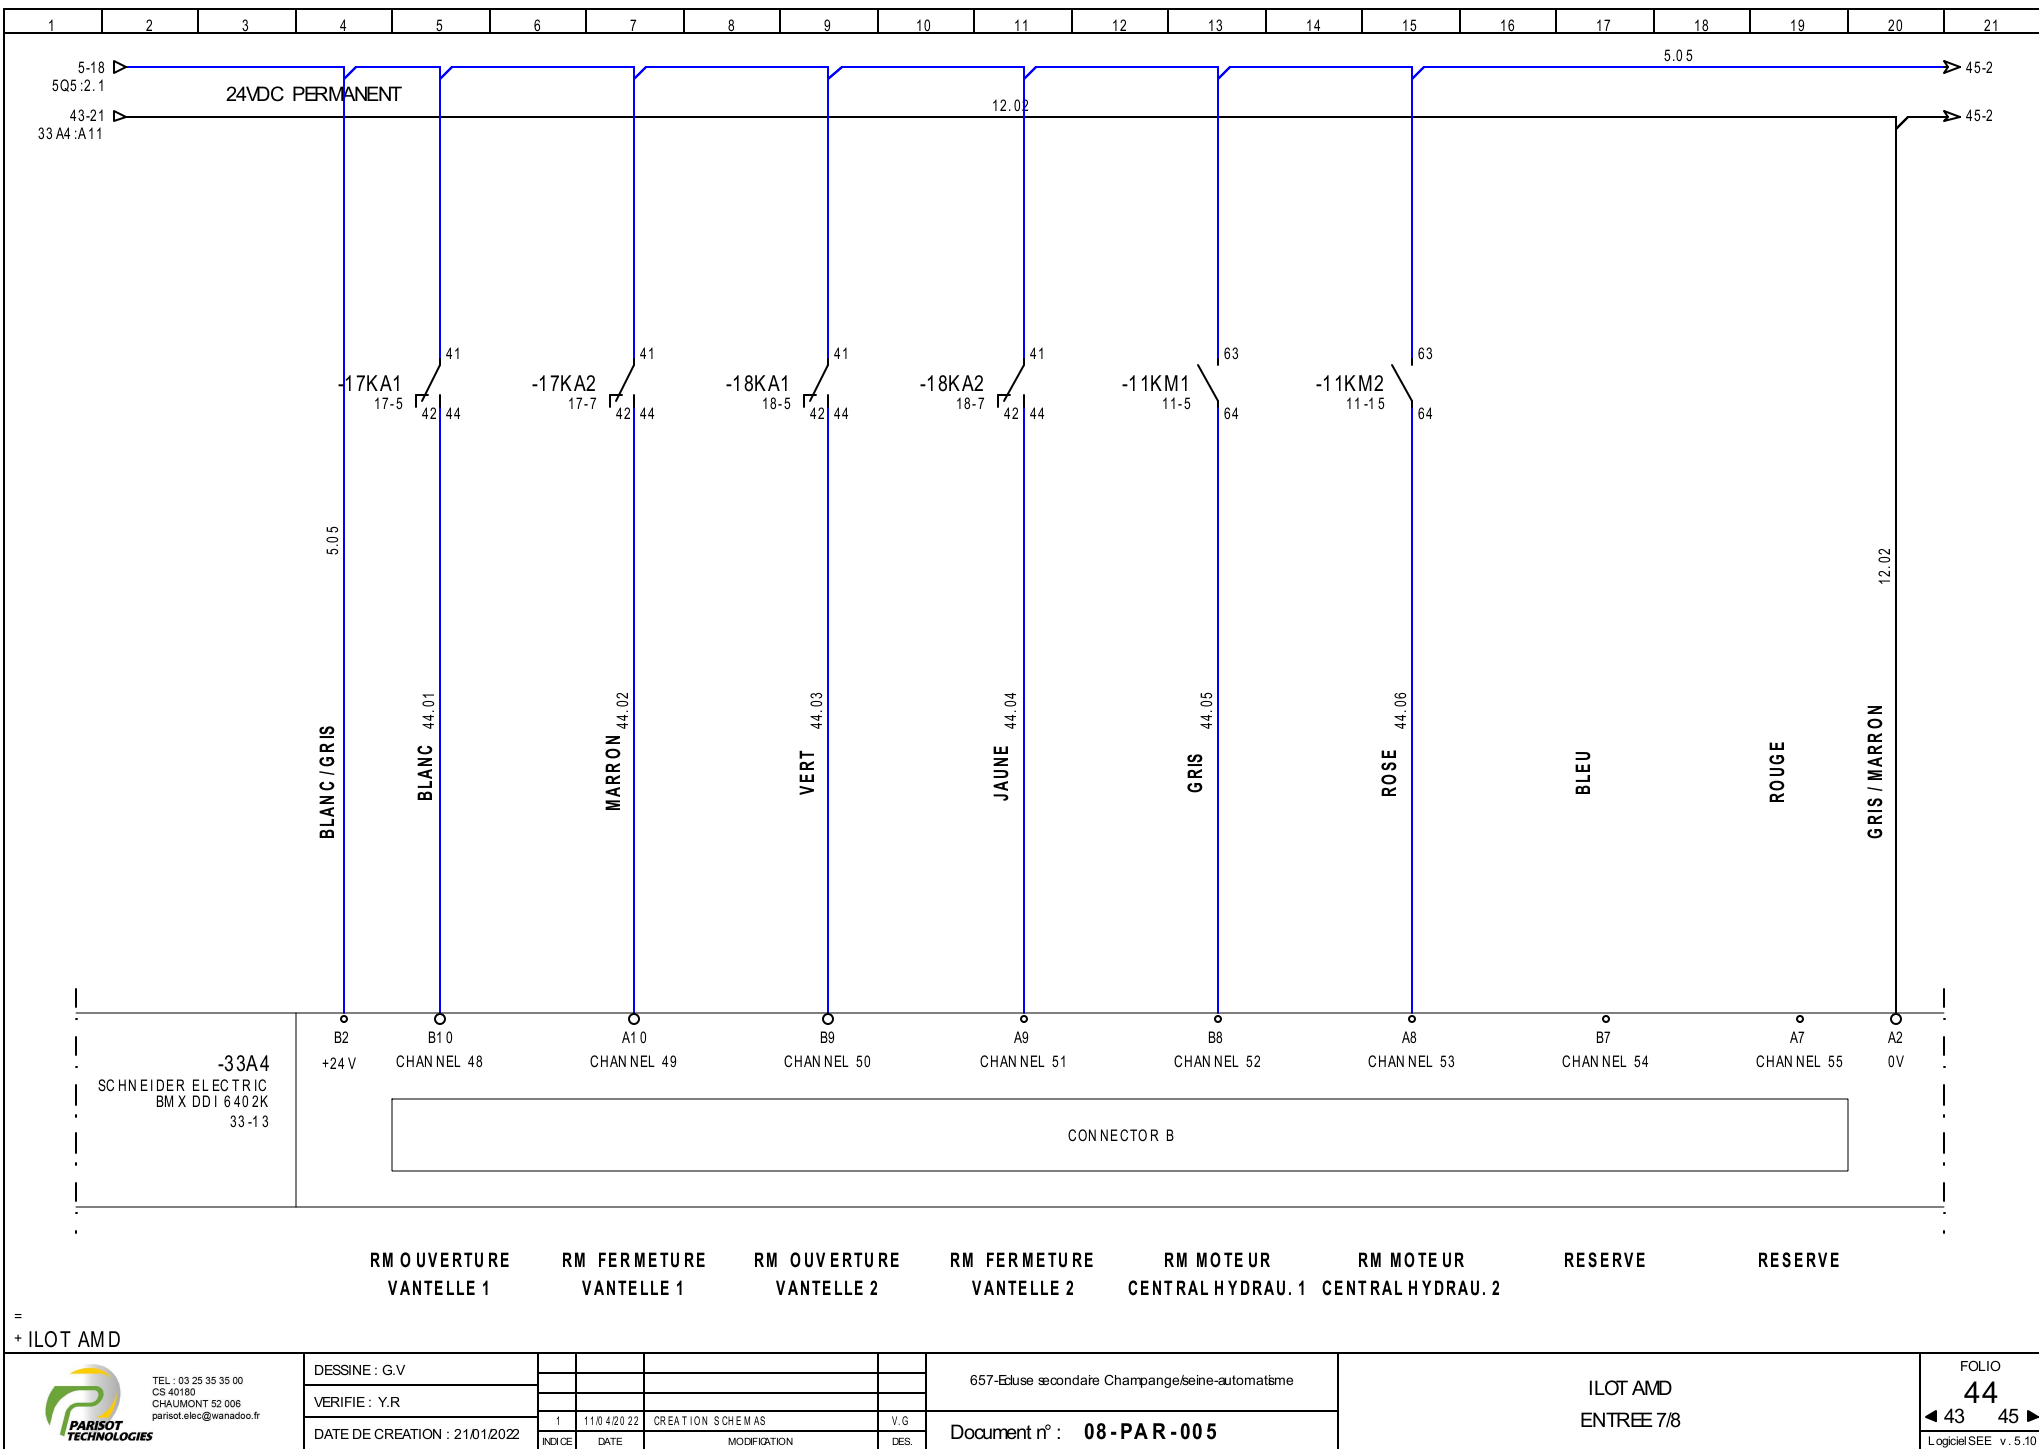 1 2 3 4 5 6 7 8 9 10 11 12 13 14 15 16 17 18 19 20 21
5-18
5Q5:2.1
24VDC PERMANENT
5.05
45-2
43-21
33A4:A11
12.02
45-2
41 41 41 41 63 63
-17KA1 -17KA2 -18KA1 -18KA2 -11KM1 -11KM2
17-5 17-7 18-5 18-7 11-5 11-15
42 44 42 44 42 44 42 44 64 64
5.05
12.02
44.01 44.02 44.03 44.04 44.05 44.06
BLANC/GRIS
BLANC
MARRON
VERT
JAUNE
GRIS
ROSE
BLEU
ROUGE
GRIS / MARRON
B2 B10 A10 B9 A9 B8 A8 B7 A7 A2
+24V CHANNEL 48 CHANNEL 49 CHANNEL 50 CHANNEL 51 CHANNEL 52 CHANNEL 53 CHANNEL 54 CHANNEL 55 0V
-33A4
SCHNEIDER ELECTRIC
BMX DDI 6402K
33-13
CONNECTOR B
RM OUVERTURE RM FERMETURE RM OUVERTURE RM FERMETURE RM MOTEUR RM MOTEUR RESERVE RESERVE
VANTELLE 1 VANTELLE 1 VANTELLE 2 VANTELLE 2 CENTRAL HYDRAU. 1 CENTRAL HYDRAU. 2
=
+ ILOT AMD
PARISOT
TECHNOLOGIES
TEL : 03 25 35 35 00
CS 40180
CHAUMONT 52 006
parisot.elec@wanadoo.fr
DESSINE : G.V
VERIFIE : Y.R
DATE DE CREATION : 21/01/2022
1 11/04/2022 CREATION SCHEMAS V.G
INDICE DATE MODIFICATION DES.
657-Ecluse secondaire Champange/seine-automatisme
Document n° : 08-PAR-005
ILOT AMD
ENTREE 7/8
FOLIO
44
◄ 43 45 ►
Logiciel SEE v.5.10